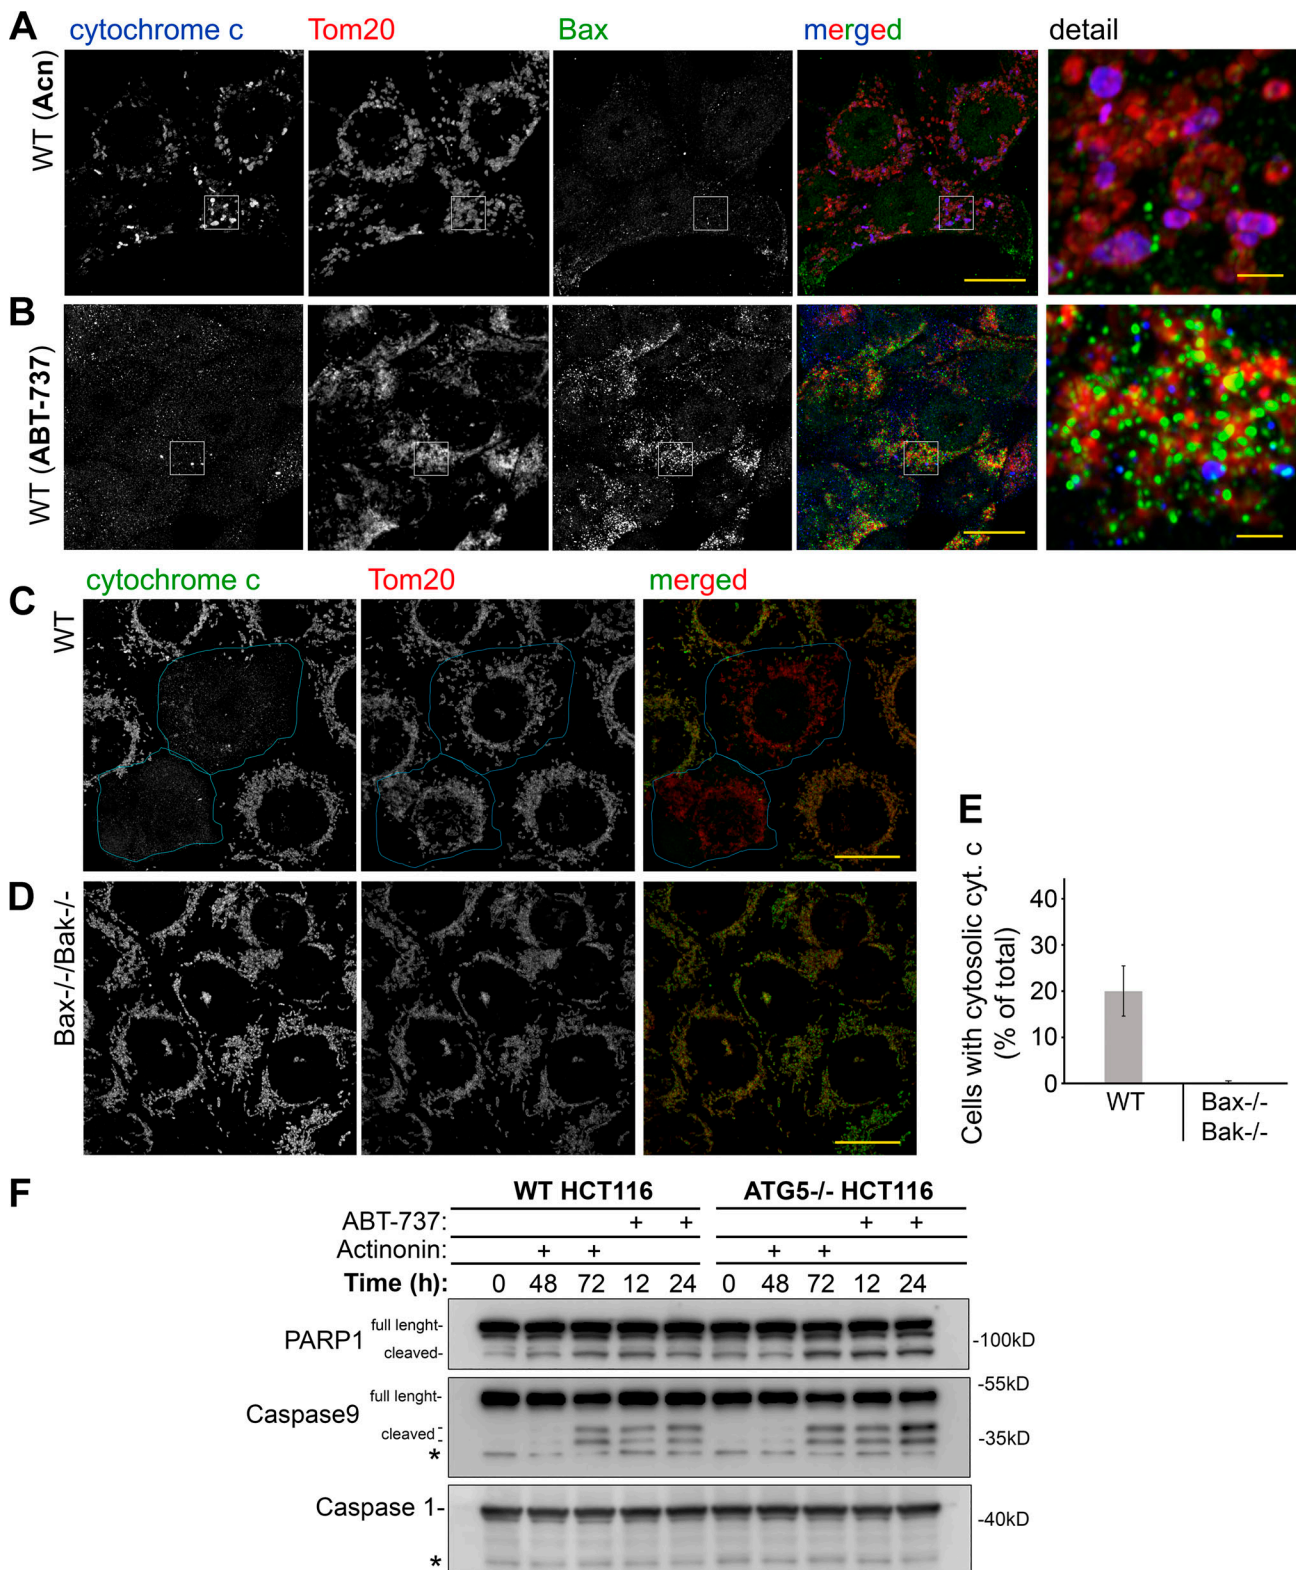 A
cytochrome c Tom20 Bax merged detail
WT (Acn)
B
WT (ABT-737)
cytochrome c Tom20 merged
C
WT
D
Bax-/-/Bak-/-
E
Cells with cytosolic cyt. c
(% of total)
40
30
20
10
0
WT Bax-/-
Bak-/-
F
WT HCT116 ATG5-/- HCT116
ABT-737: + + + +
Actinonin: + + + +
Time (h): 0 48 72 12 24 0 48 72 12 24
PARP1
full lenght-
cleaved-
-100kD
-55kD
Caspase9
full lenght-
cleaved -
-
-35kD
*
Caspase 1-
-40kD
*